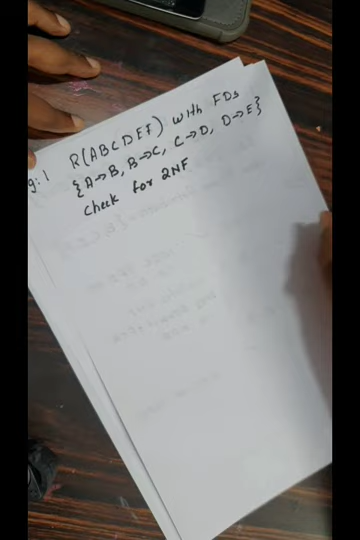 g:1 R(ABCDEF) with FDs
{A→B, B→C, C→D, D→E}
check for 2NF